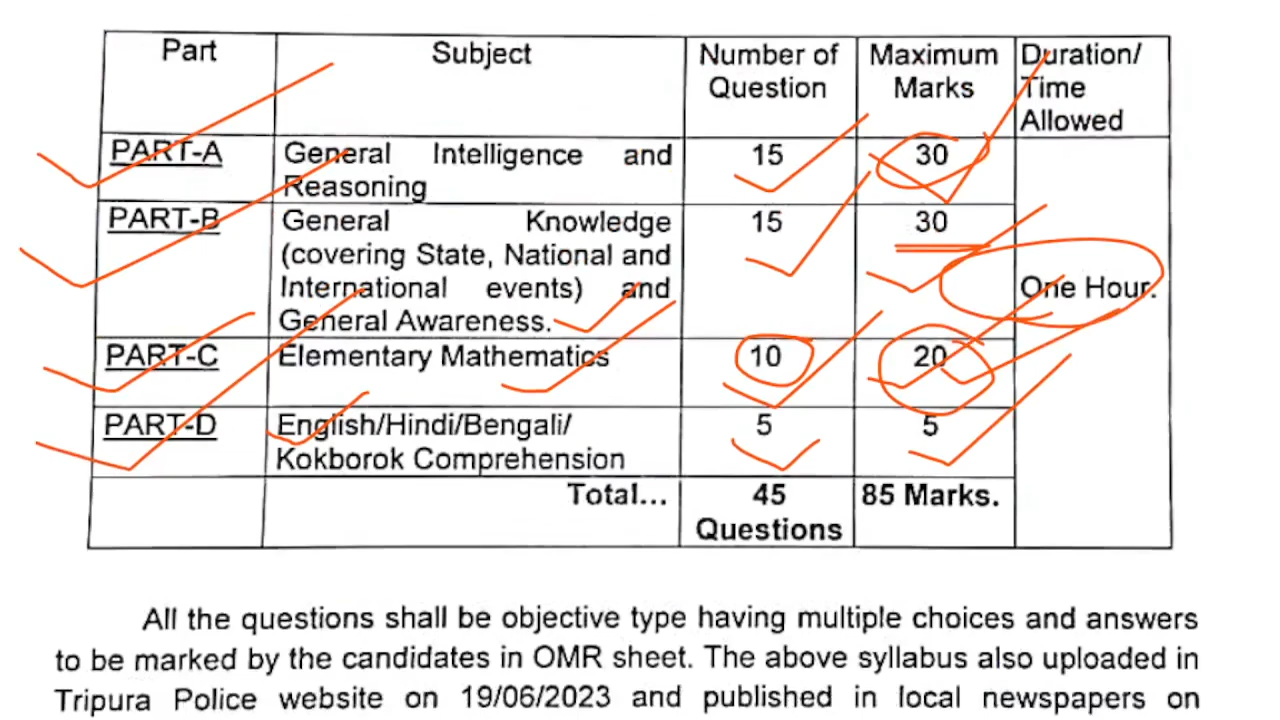 Part Subject Number of Question Maximum Marks Duration/ Time Allowed
PART-A General Intelligence and Reasoning 15 30
PART-B General Knowledge (covering State, National and International events) and General Awareness. 15 30 One Hour.
PART-C Elementary Mathematics 10 20
PART-D English/Hindi/Bengali/ Kokborok Comprehension 5 5
Total... 45 Questions 85 Marks.
All the questions shall be objective type having multiple choices and answers
to be marked by the candidates in OMR sheet. The above syllabus also uploaded in
Tripura Police website on 19/06/2023 and published in local newspapers on